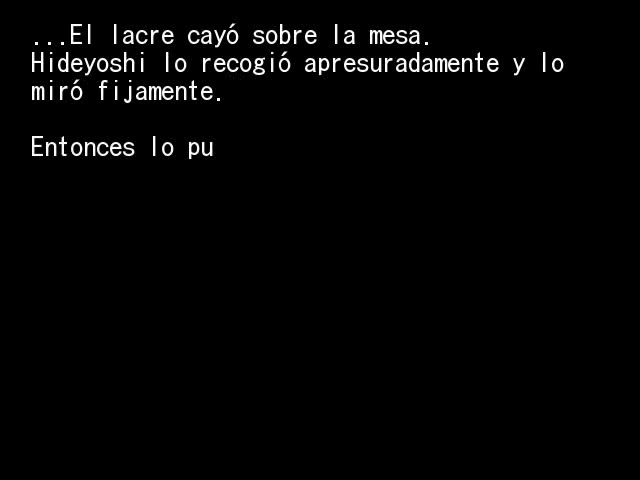 ...El lacre cayó sobre la mesa.
Hideyoshi lo recogió apresuradamente y lo
miró fijamente.
Entonces lo pu